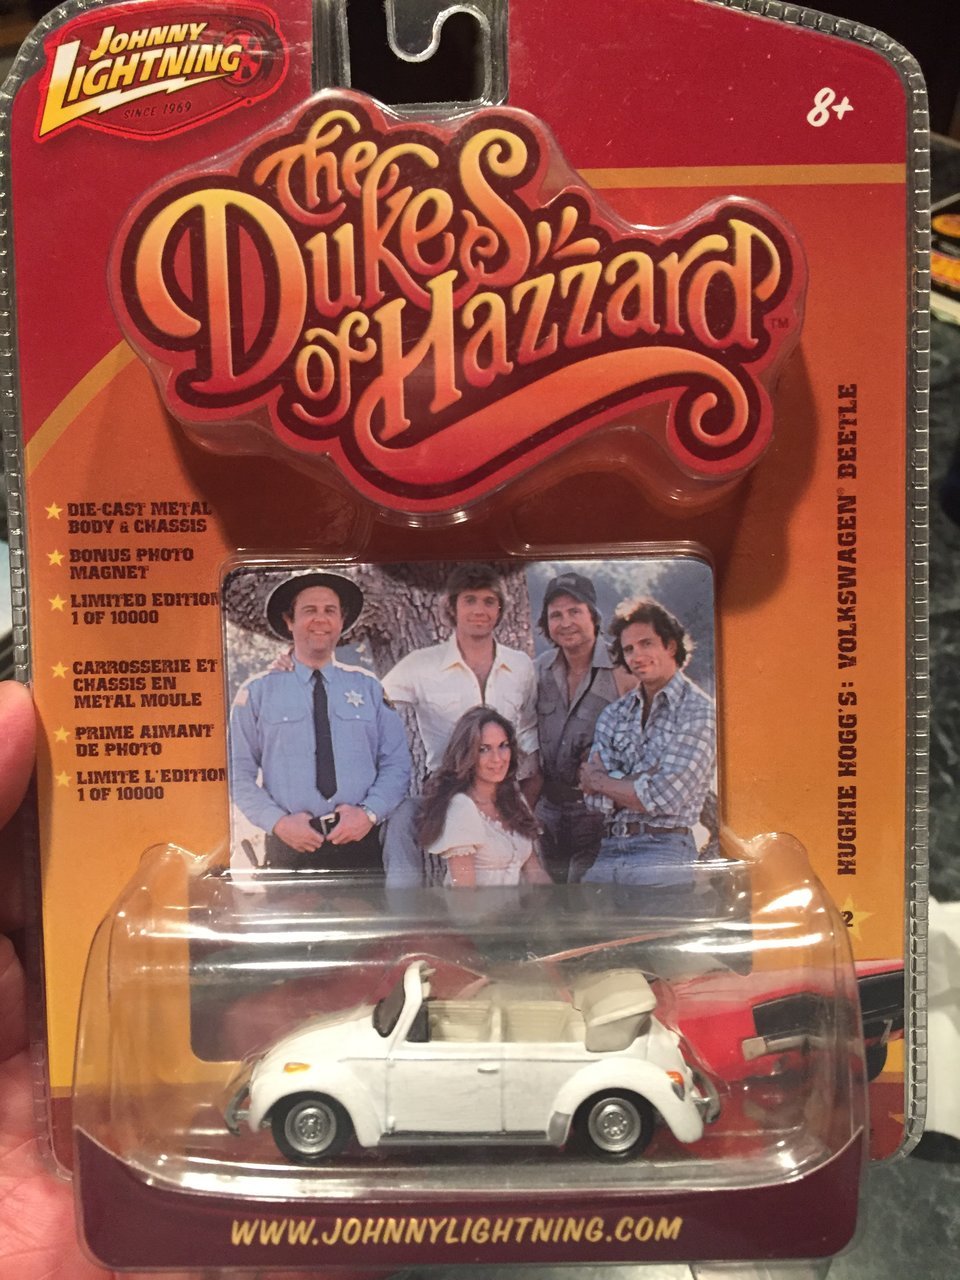 JOHNNY
LIGHTNING
SINCE 1969
8+
The
Dukes
of Hazzard
TM
DIE-CAST METAL
BODY & CHASSIS
BONUS PHOTO
MAGNET
LIMITED EDITION
1 OF 10000
CARROSSERIE ET
CHASSIS EN
METAL MOULE
PRIME AIMANT
DE PHOTO
LIMITE L'EDITION
1 OF 10000
HUGHIE HOGG'S: VOLKSWAGEN® BEETLE
2
WWW.JOHNNYLIGHTNING.COM